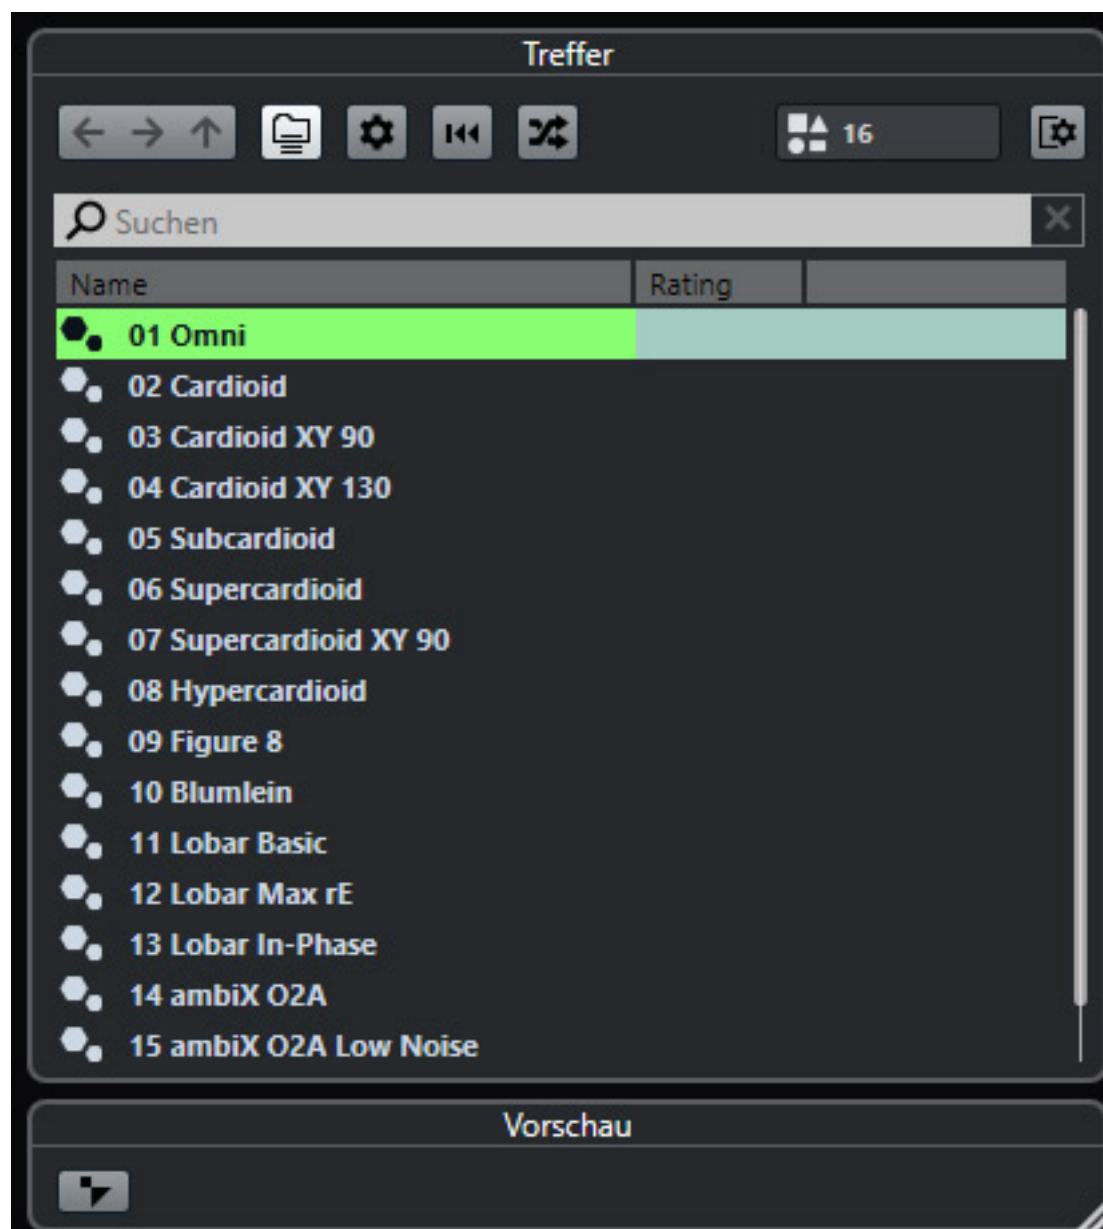 Treffer
16
Suchen
Name Rating
01 Omni
02 Cardioid
03 Cardioid XY 90
04 Cardioid XY 130
05 Subcardioid
06 Supercardioid
07 Supercardioid XY 90
08 Hypercardioid
09 Figure 8
10 Blumlein
11 Lobar Basic
12 Lobar Max rE
13 Lobar In-Phase
14 ambiX O2A
15 ambiX O2A Low Noise
Vorschau